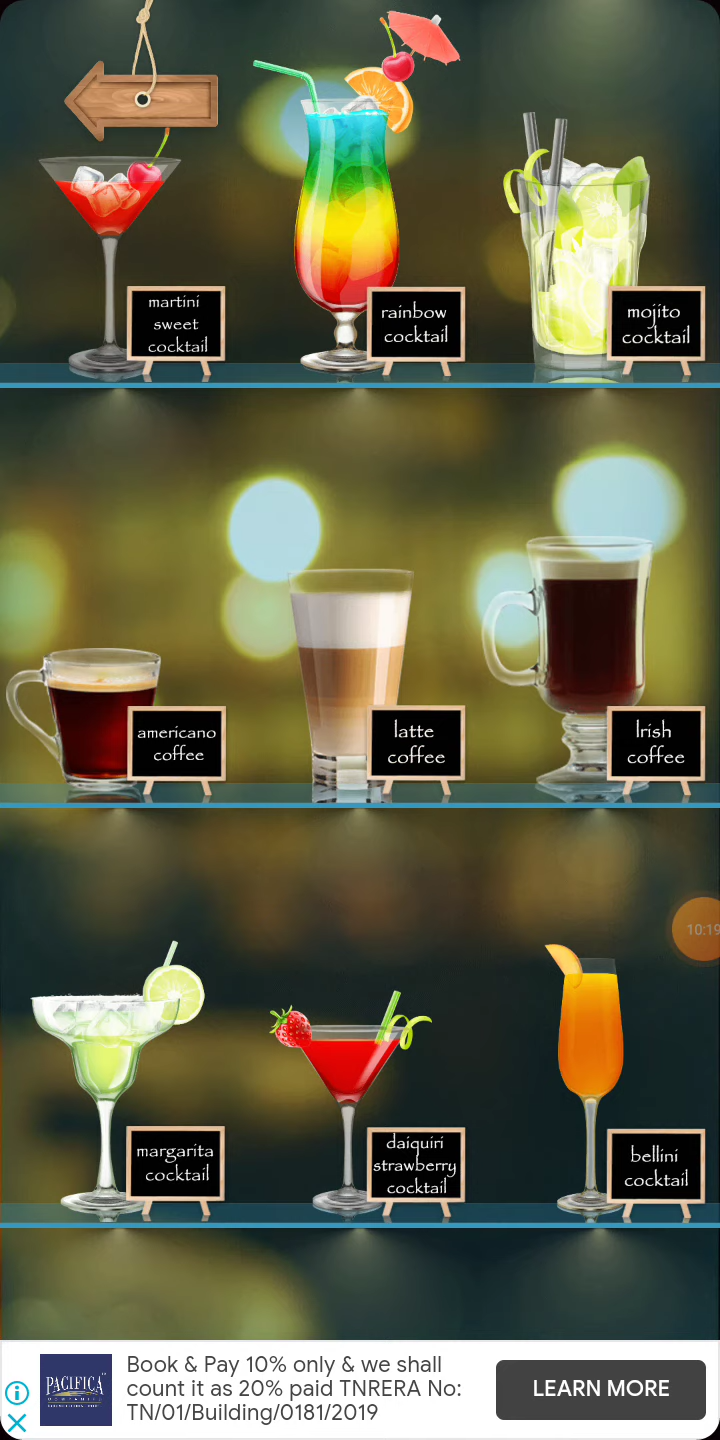 martini
sweet
cocktail
rainbow
cocktail
mojito
cocktail
americano
coffee
latte
coffee
Irish
coffee
10:19
margarita
cocktail
daiquiri
strawberry
cocktail
bellini
cocktail
PACIFICA
Book & Pay 10% only & we shall
count it as 20% paid TNRERA No:
TN/01/Building/0181/2019
LEARN MORE